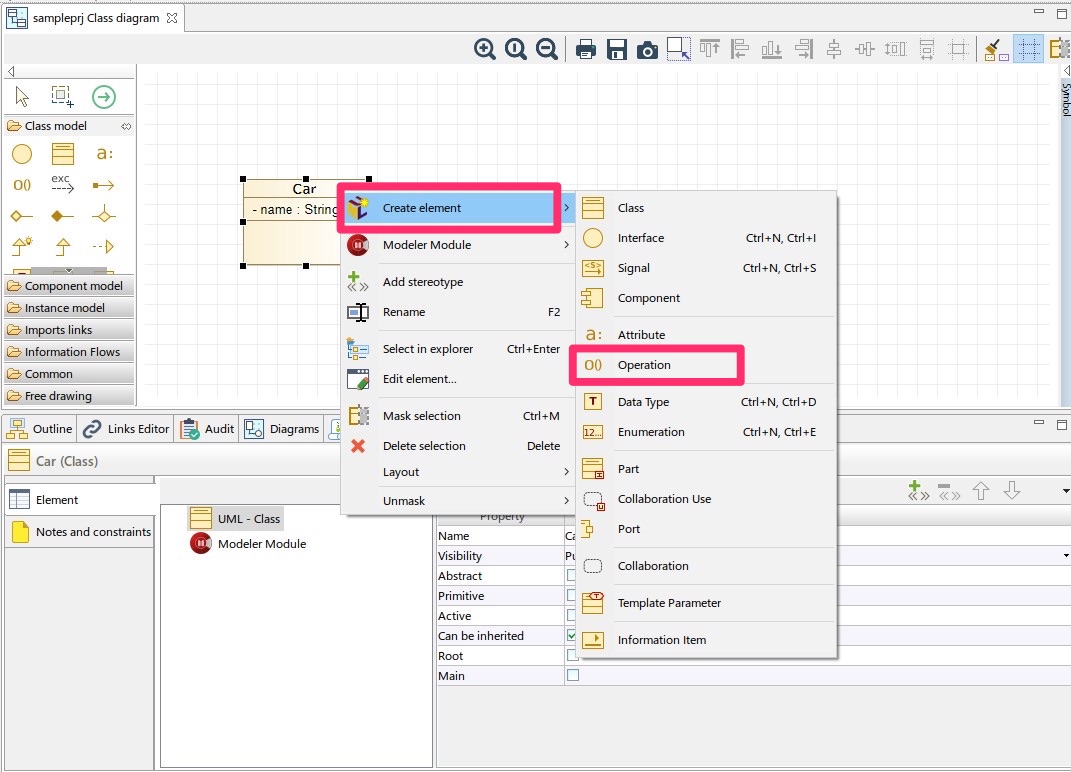 sampleprj Class diagram
Class model
a:
O()
exc
Component model
Instance model
Imports links
Information Flows
Common
Free drawing
Symbol
Car
- name : String
Create element
Modeler Module
Add stereotype
Rename F2
Select in explorer Ctrl+Enter
Edit element...
Mask selection Ctrl+M
Delete selection Delete
Layout
Unmask
Class
Interface Ctrl+N, Ctrl+I
<S> Signal Ctrl+N, Ctrl+S
Component
a: Attribute
O() Operation
T Data Type Ctrl+N, Ctrl+D
12... Enumeration Ctrl+N, Ctrl+E
Part
Collaboration Use
Port
Collaboration
Template Parameter
Information Item
Outline
Links Editor
Audit
Diagrams
Car (Class)
Element
Notes and constraints
UML - Class
Modeler Module
Property
Name Ca
Visibility Pu
Abstract
Primitive
Active
Can be inherited
Root
Main